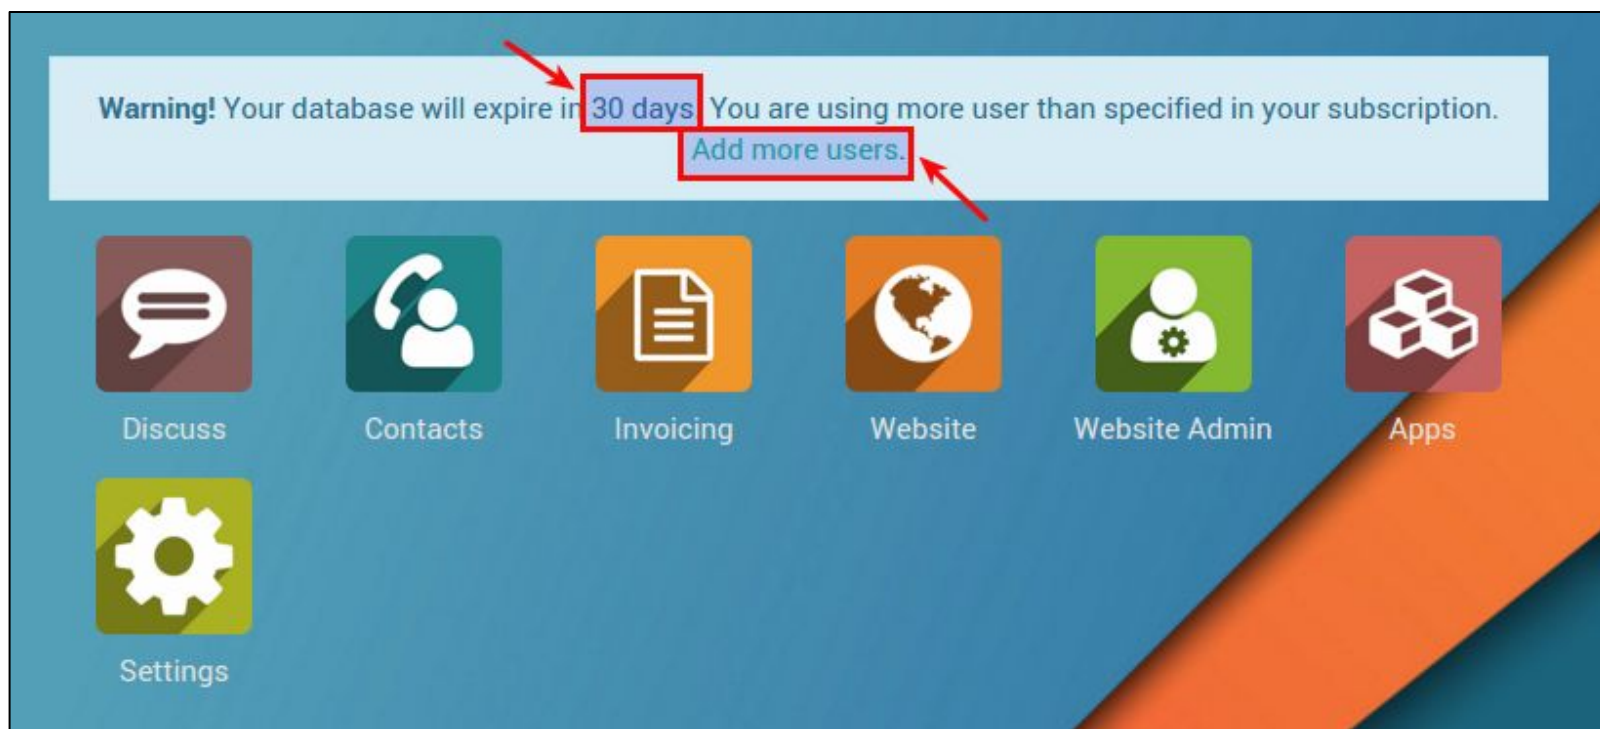 Warning! Your database will expire in 30 days. You are using more user than specified in your subscription.
Add more users.
Discuss
Contacts
Invoicing
Website
Website Admin
Apps
Settings